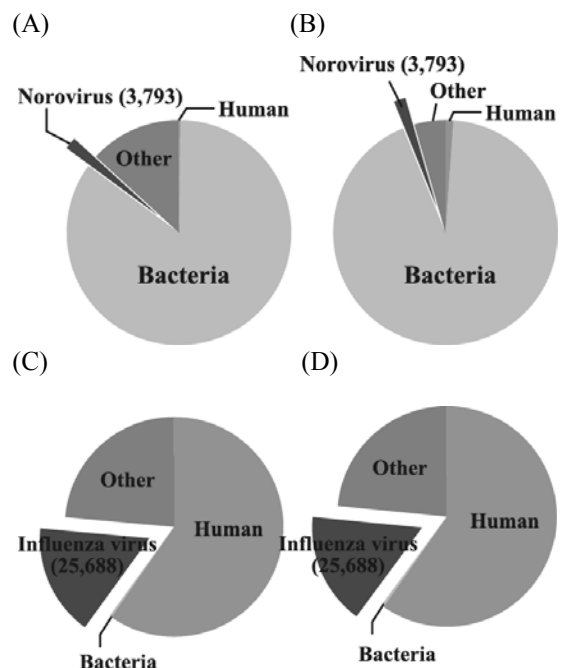 (A)
(B)
Norovirus (3,793)
Human
Other
Bacteria
Norovirus (3,793)
Other
Human
Bacteria
(C)
(D)
Other
Human
Influenza virus
(25,688)
Bacteria
Other
Human
Influenza virus
(25,688)
Bacteria